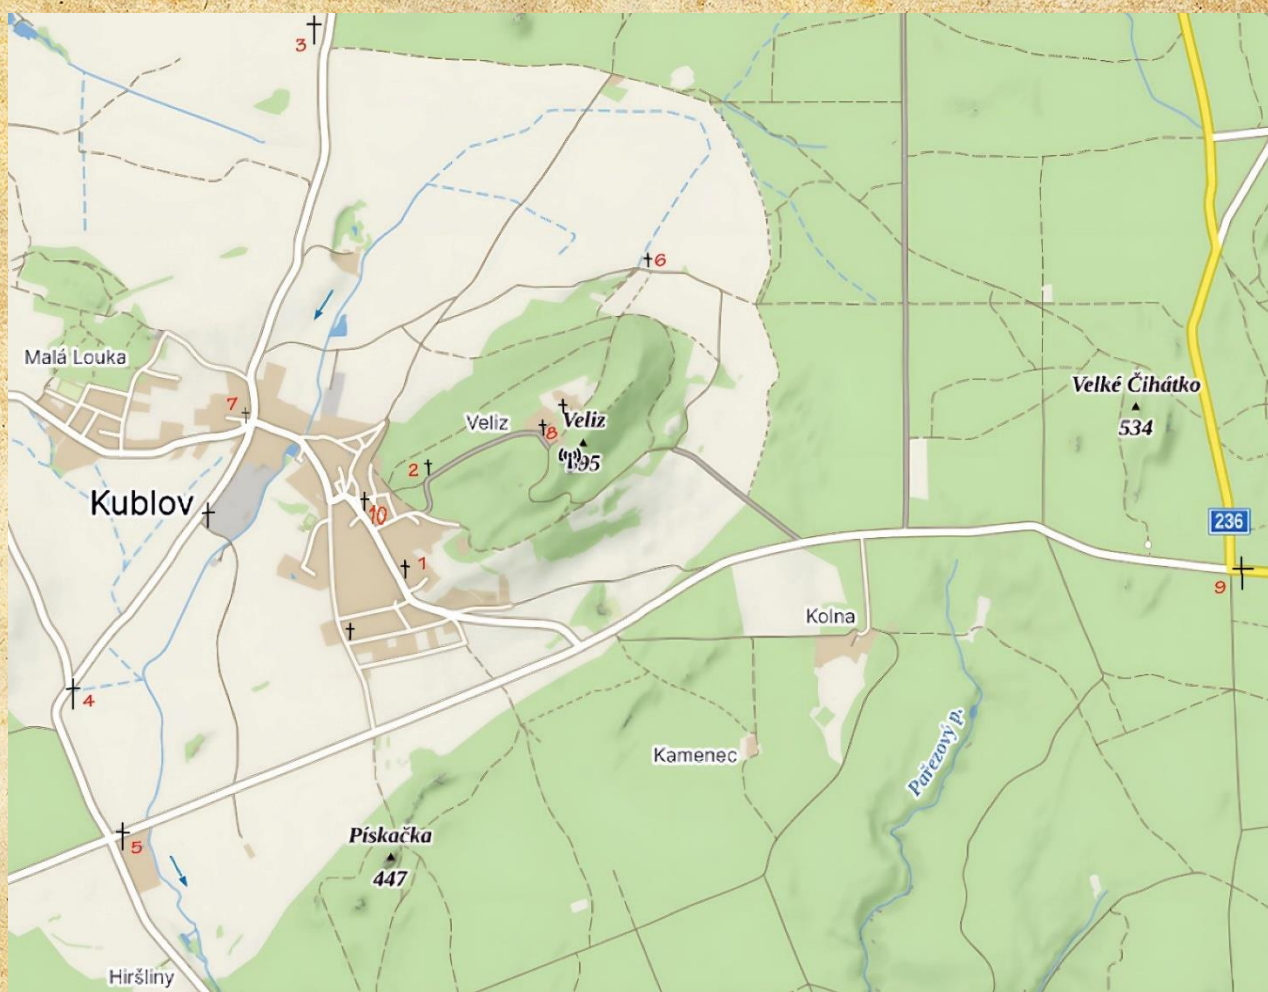 3
6
Malá Louka
Velké Čihátko
534
7
Veliz
8
Veliz
2
Kublov
10
236
1
9
Kolna
4
Kamenec
Pařezový p.
Pískačka
447
5
Hiršliny